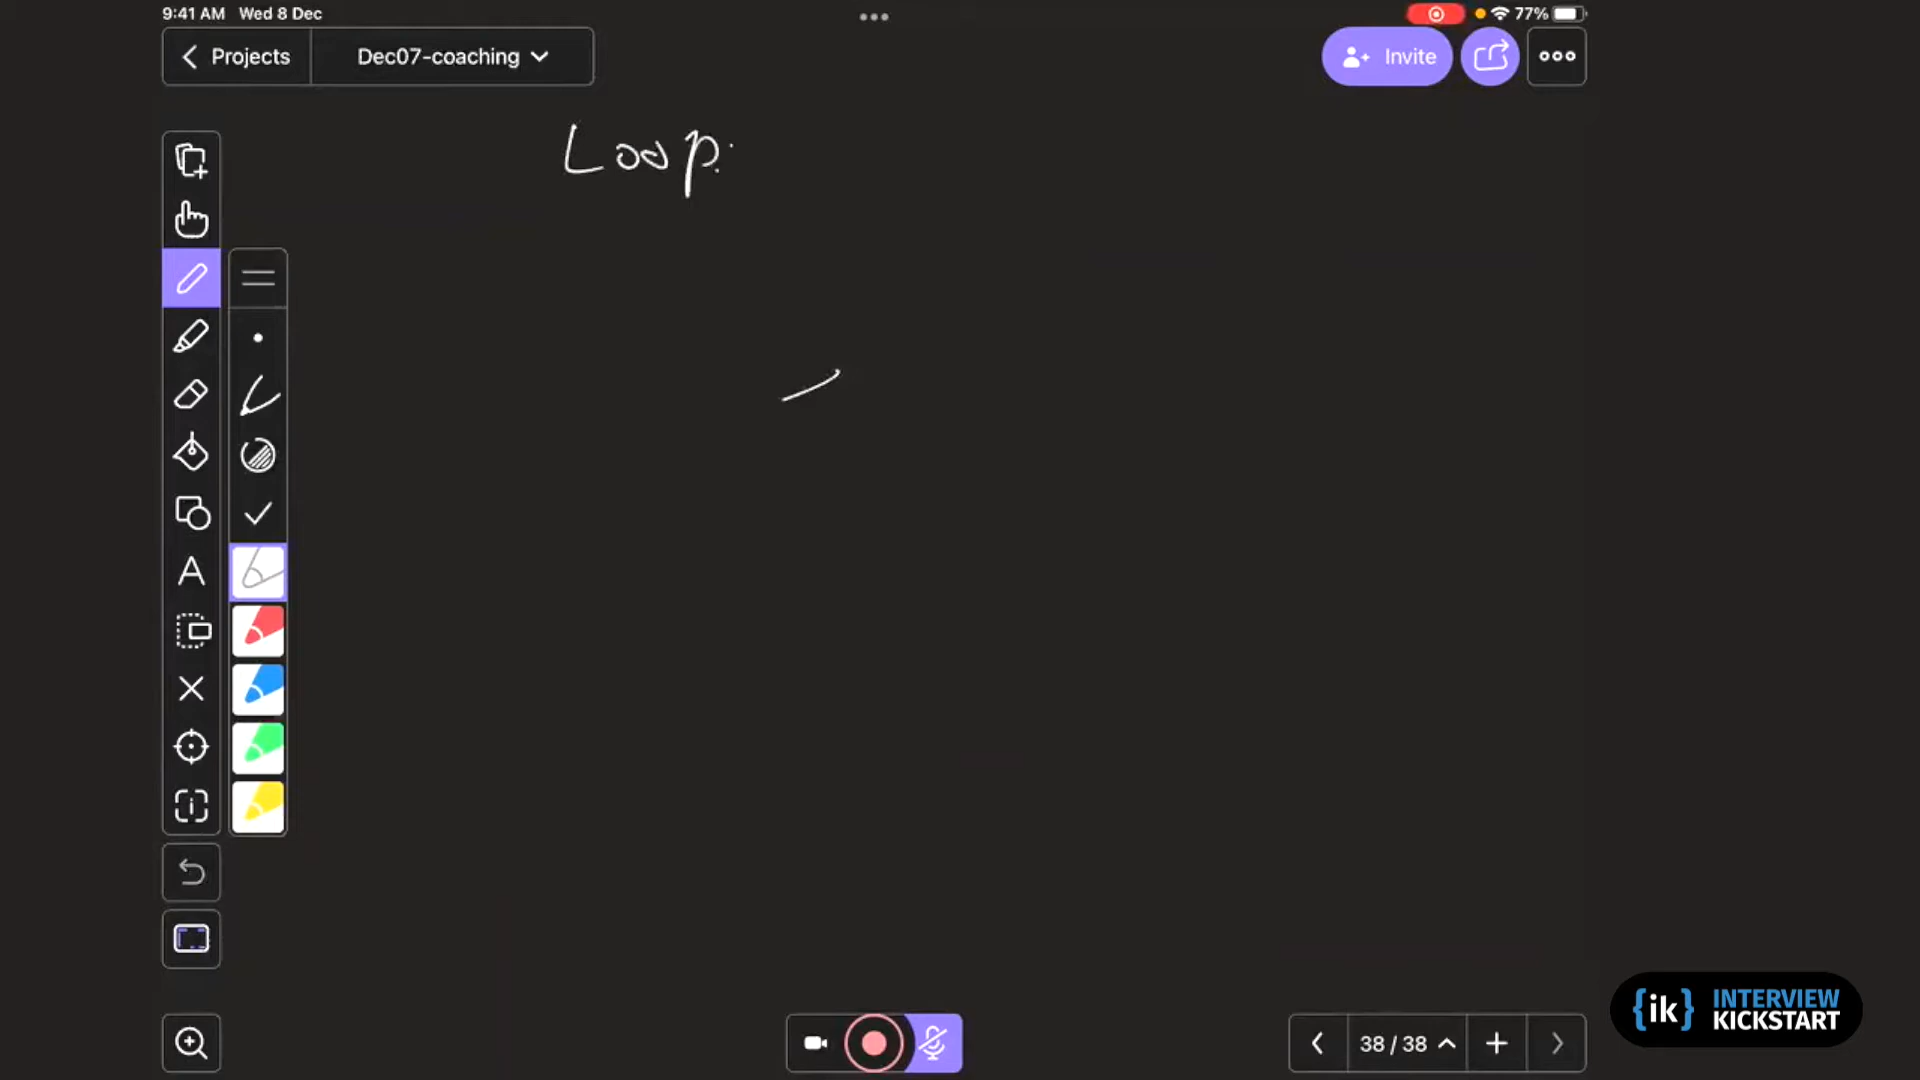 9:41 AM Wed 8 Dec
77%
Projects
Dec07-coaching
Invite
Loop:
A
38 / 38
{ik} INTERVIEW
KICKSTART